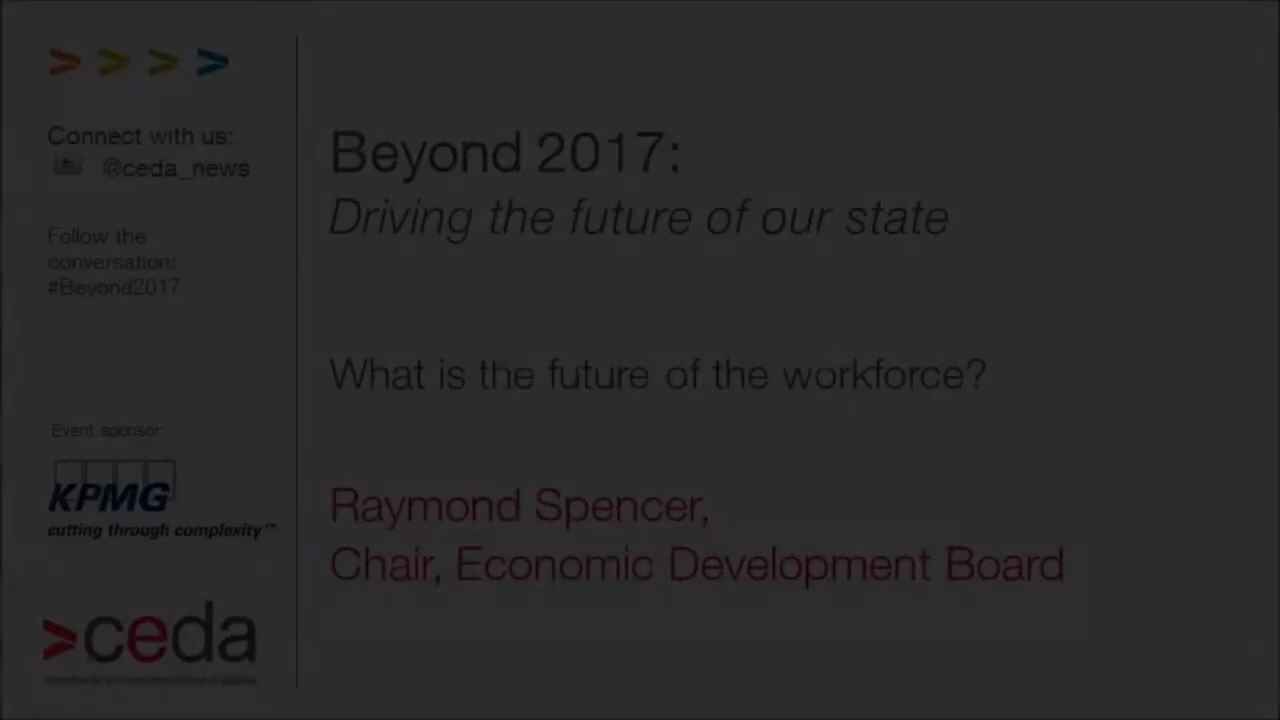 > > > >
Connect with us:
@ceda_news
Follow the
conversation:
#Beyond2017
Event sponsor:
KPMG
cutting through complexity™
>ceda
Beyond 2017:
Driving the future of our state
What is the future of the workforce?
Raymond Spencer,
Chair, Economic Development Board